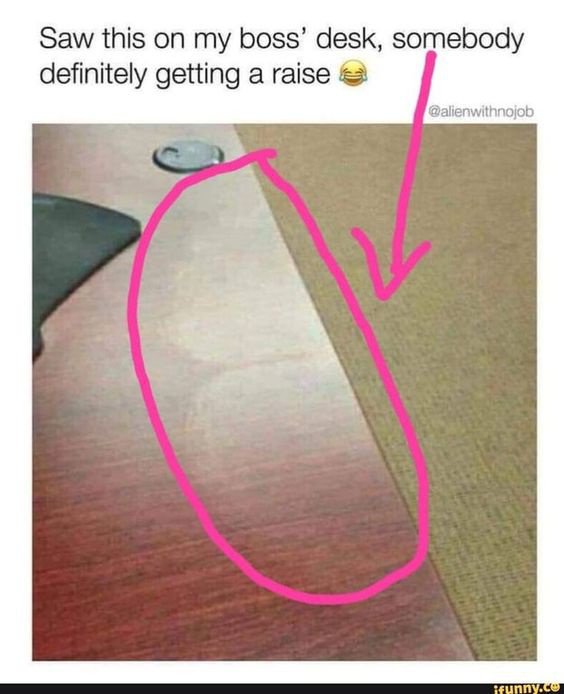 Saw this on my boss' desk, somebody
definitely getting a raise 😂
@alienwithnojob
ifunny.co